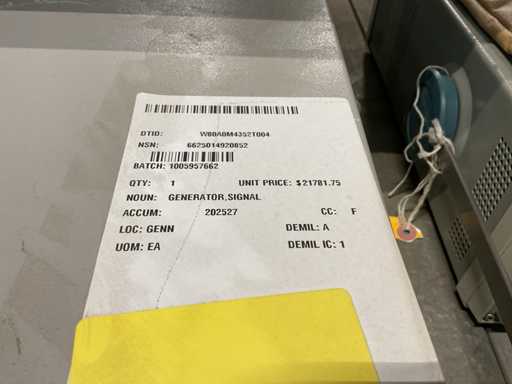 DTID: W80A0M4352T004
NSN: 6625014920852
BATCH: 1005957662
QTY: 1 UNIT PRICE: $21781.75
NOUN: GENERATOR,SIGNAL
ACCUM: 202527 CC: F
LOC: GENN DEMIL: A
UOM: EA DEMIL IC: 1